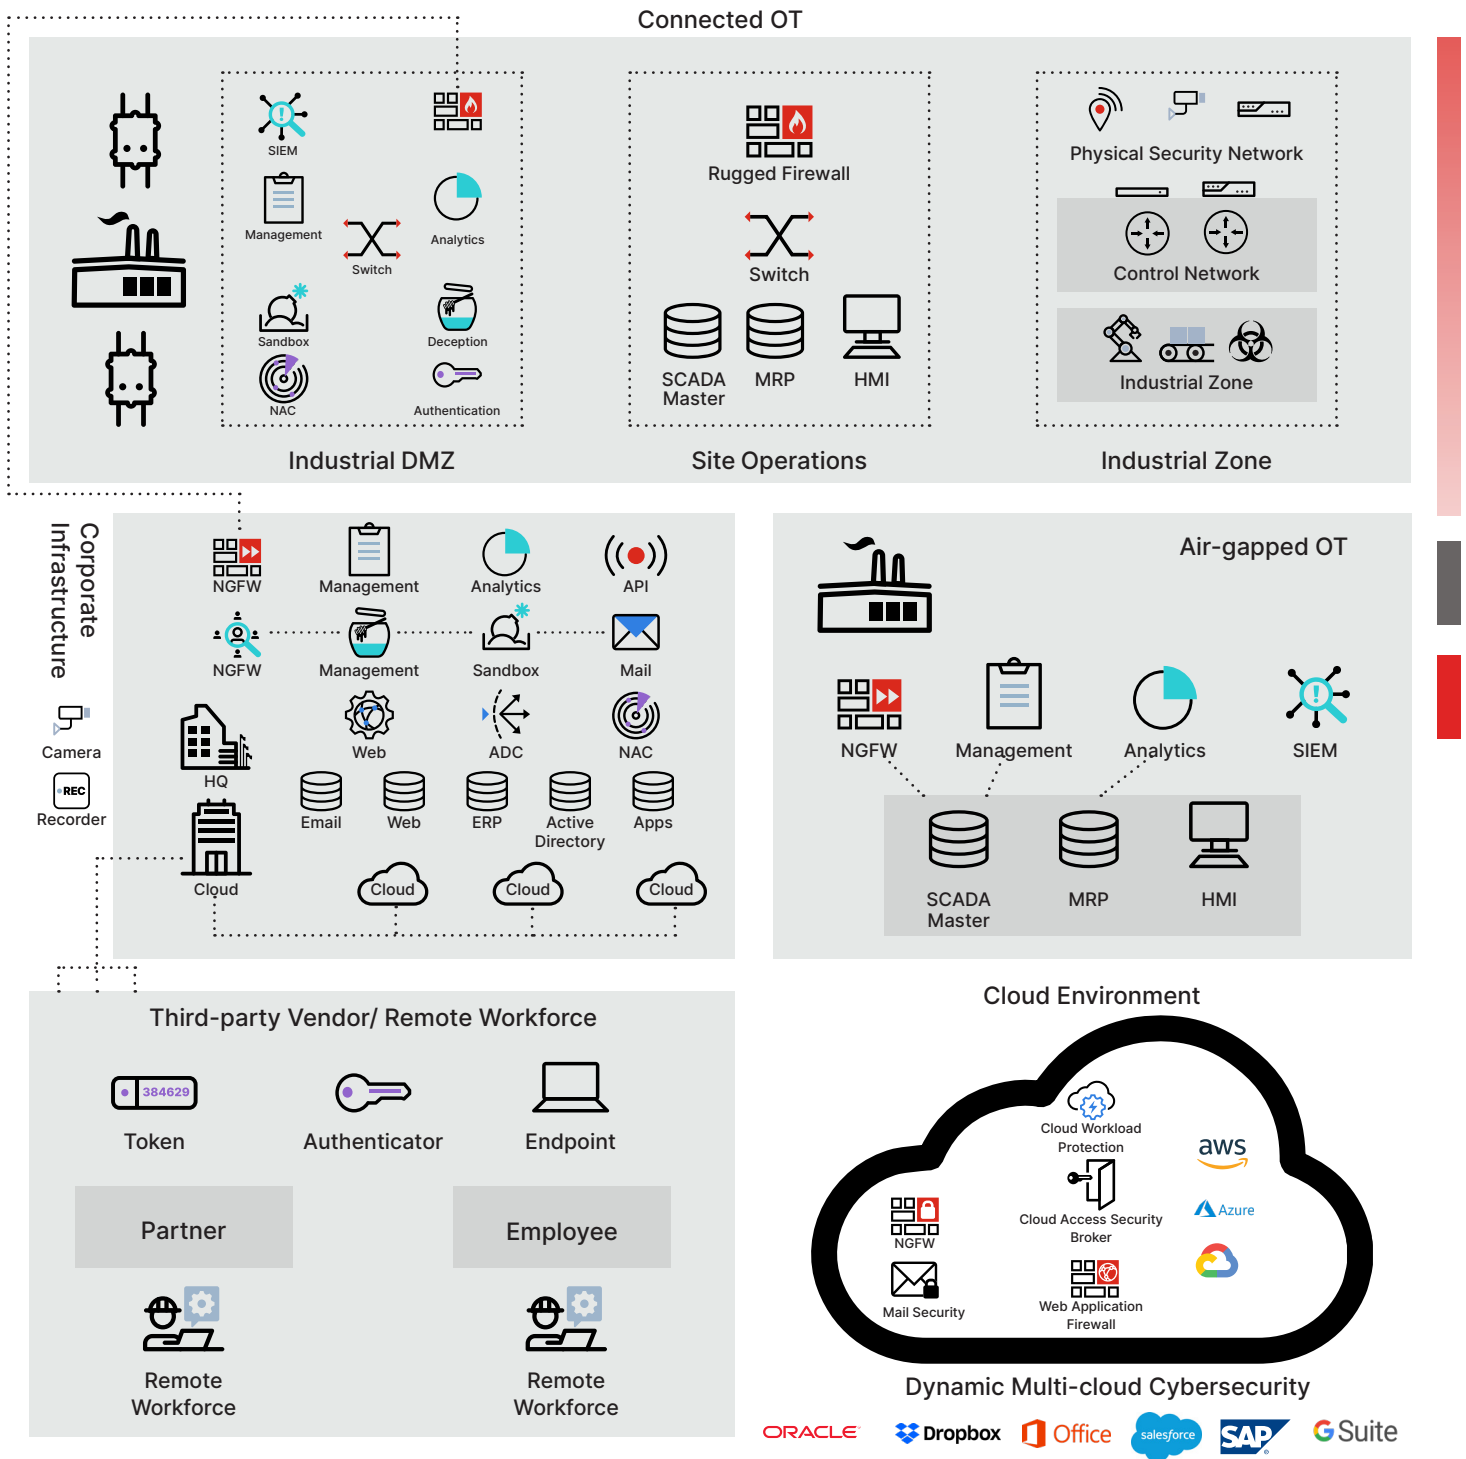 Connected OT
SIEM
Management
Analytics
Switch
Sandbox
Deception
NAC
Authentication
Industrial DMZ
Rugged Firewall
Switch
SCADA
Master
MRP
HMI
Site Operations
Physical Security Network
Control Network
Industrial Zone
Industrial Zone
Corporate
Infrastructure
NGFW
Management
Analytics
API
NGFW
Management
Sandbox
Mail
Web
ADC
NAC
Camera
HQ
REC
Recorder
Email
Web
ERP
Active
Directory
Apps
Cloud
Cloud
Cloud
Cloud
Air-gapped OT
NGFW
Management
Analytics
SIEM
SCADA
Master
MRP
HMI
Third-party Vendor/ Remote Workforce
384629
Token
Authenticator
Endpoint
Partner
Employee
Remote
Workforce
Remote
Workforce
Cloud Environment
Cloud Workload
Protection
aws
Cloud Access Security
Broker
Azure
NGFW
Mail Security
Web Application
Firewall
Dynamic Multi-cloud Cybersecurity
ORACLE
Dropbox
Office
salesforce
SAP
G Suite